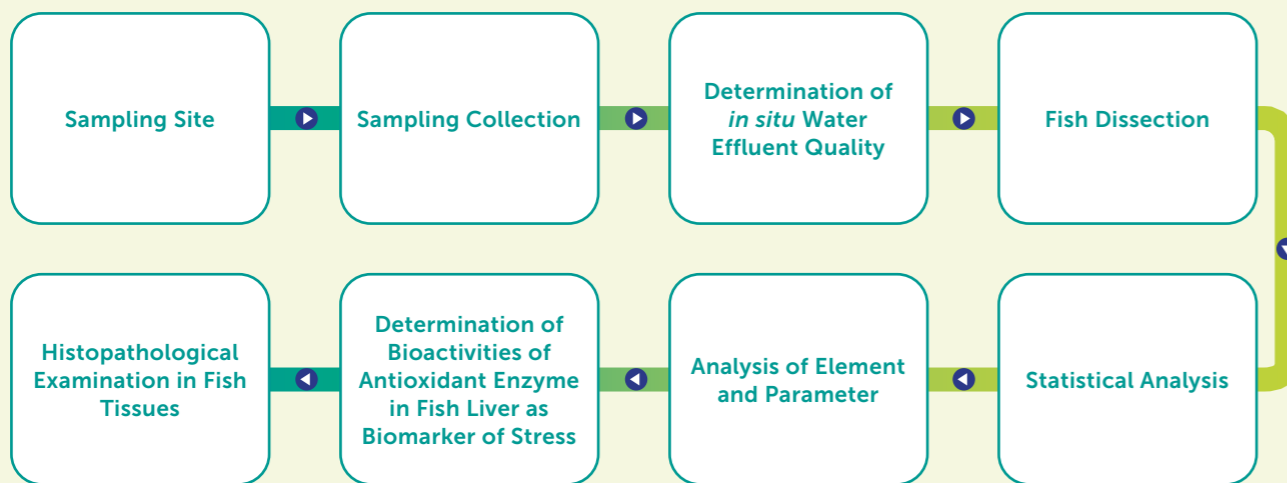 Sampling Site
Sampling Collection
Determination of
in situ Water
Effluent Quality
Fish Dissection
Statistical Analysis
Analysis of Element
and Parameter
Determination of
Bioactivities of
Antioxidant Enzyme
in Fish Liver as
Biomarker of Stress
Histopathological
Examination in Fish
Tissues